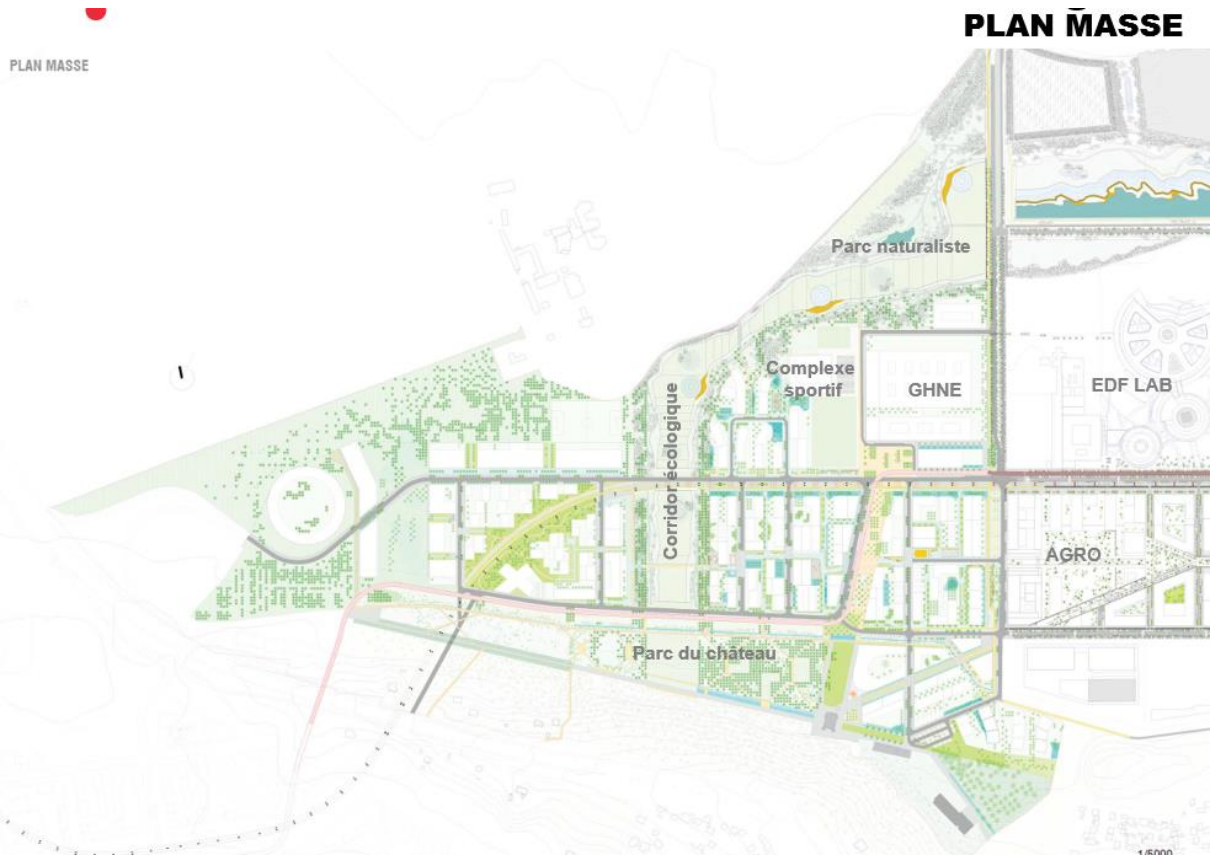 PLAN MASSE
PLAN MASSE
Parc naturaliste
Complexe
sportif
GHNE
EDF LAB
Corridor écologique
AGRO
Parc du château
1/5000